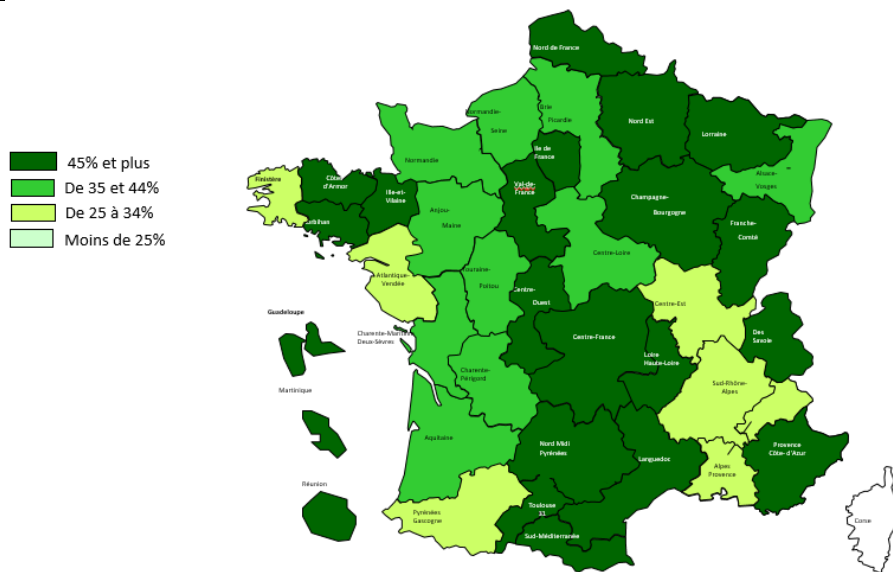 45% et plus
De 35 et 44%
De 25 à 34%
Moins de 25%
Nord de France
Normandie-
Seine
Brie
Picardie
Nord Est
Lorraine
Ile de
France
Normandie
Alsace-
Vosges
Finistère
Côtes
d'Armor
Ille-et-
Vilaine
Val-de-
France
Champagne-
Bourgogne
Anjou-
Maine
Franche-
Comté
Centre-Loire
Atlantique-
Vendée
Poitou
Centre-
Ouest
Centre-Est
Guadeloupe
Charente-Maritime
Deux-Sèvres
Centre-France
Des
Savoie
Loire
Haute-Loire
Charente-
Périgord
Sud-Rhône-
Alpes
Martinique
Aquitaine
Nord Midi
Pyrénées
Languedoc
Provence
Côte- d'Azur
Alpes
Provence
Réunion
Pyrénées
Gascogne
Toulouse
31
Sud-Méditerranée
Corse